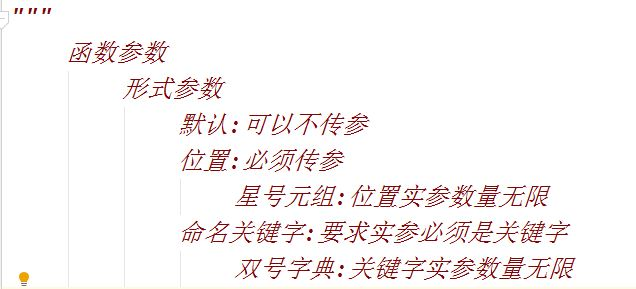 """
函数参数
形式参数
默认:可以不传参
位置:必须传参
星号元组:位置实参数量无限
命名关键字:要求实参必须是关键字
双号字典:关键字实参数量无限